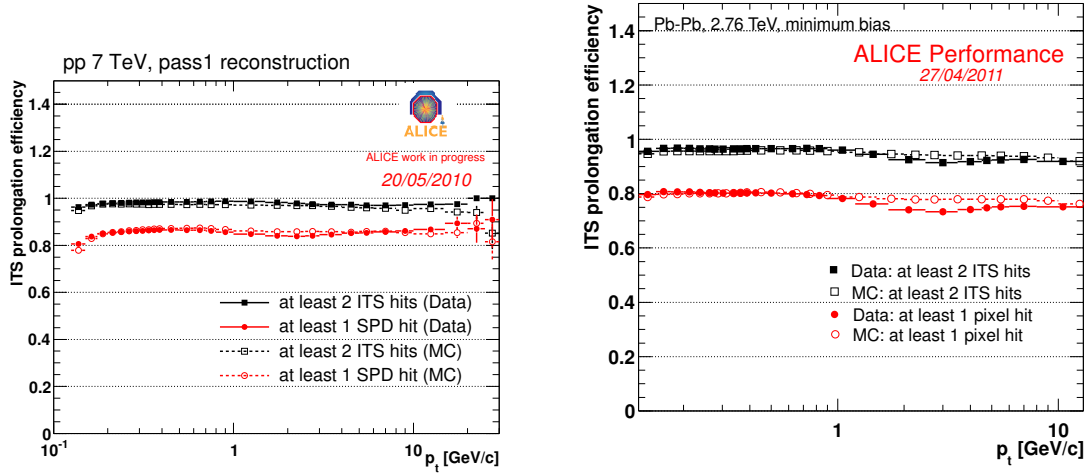 pp 7 TeV, pass1 reconstruction
ITS prolongation efficiency
1.4
1.2
1
0.8
0.6
0.4
0.2
0
ALICE
ALICE work in progress
20/05/2010
at least 2 ITS hits (Data)
at least 1 SPD hit (Data)
at least 2 ITS hits (MC)
at least 1 SPD hit (MC)
10⁻¹
1
10
pₜ [GeV/c]
Pb-Pb, 2.76 TeV, minimum bias
ALICE Performance
27/04/2011
ITS prolongation efficiency
1.4
1.2
1
0.8
0.6
0.4
0.2
0
Data: at least 2 ITS hits
MC: at least 2 ITS hits
Data: at least 1 pixel hit
MC: at least 1 pixel hit
1
10
pₜ [GeV/c]